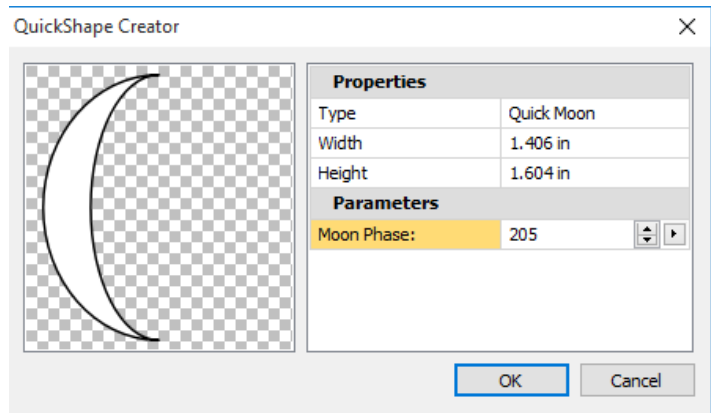 QuickShape Creator
Properties
Type Quick Moon
Width 1.406 in
Height 1.604 in
Parameters
Moon Phase: 205
OK Cancel